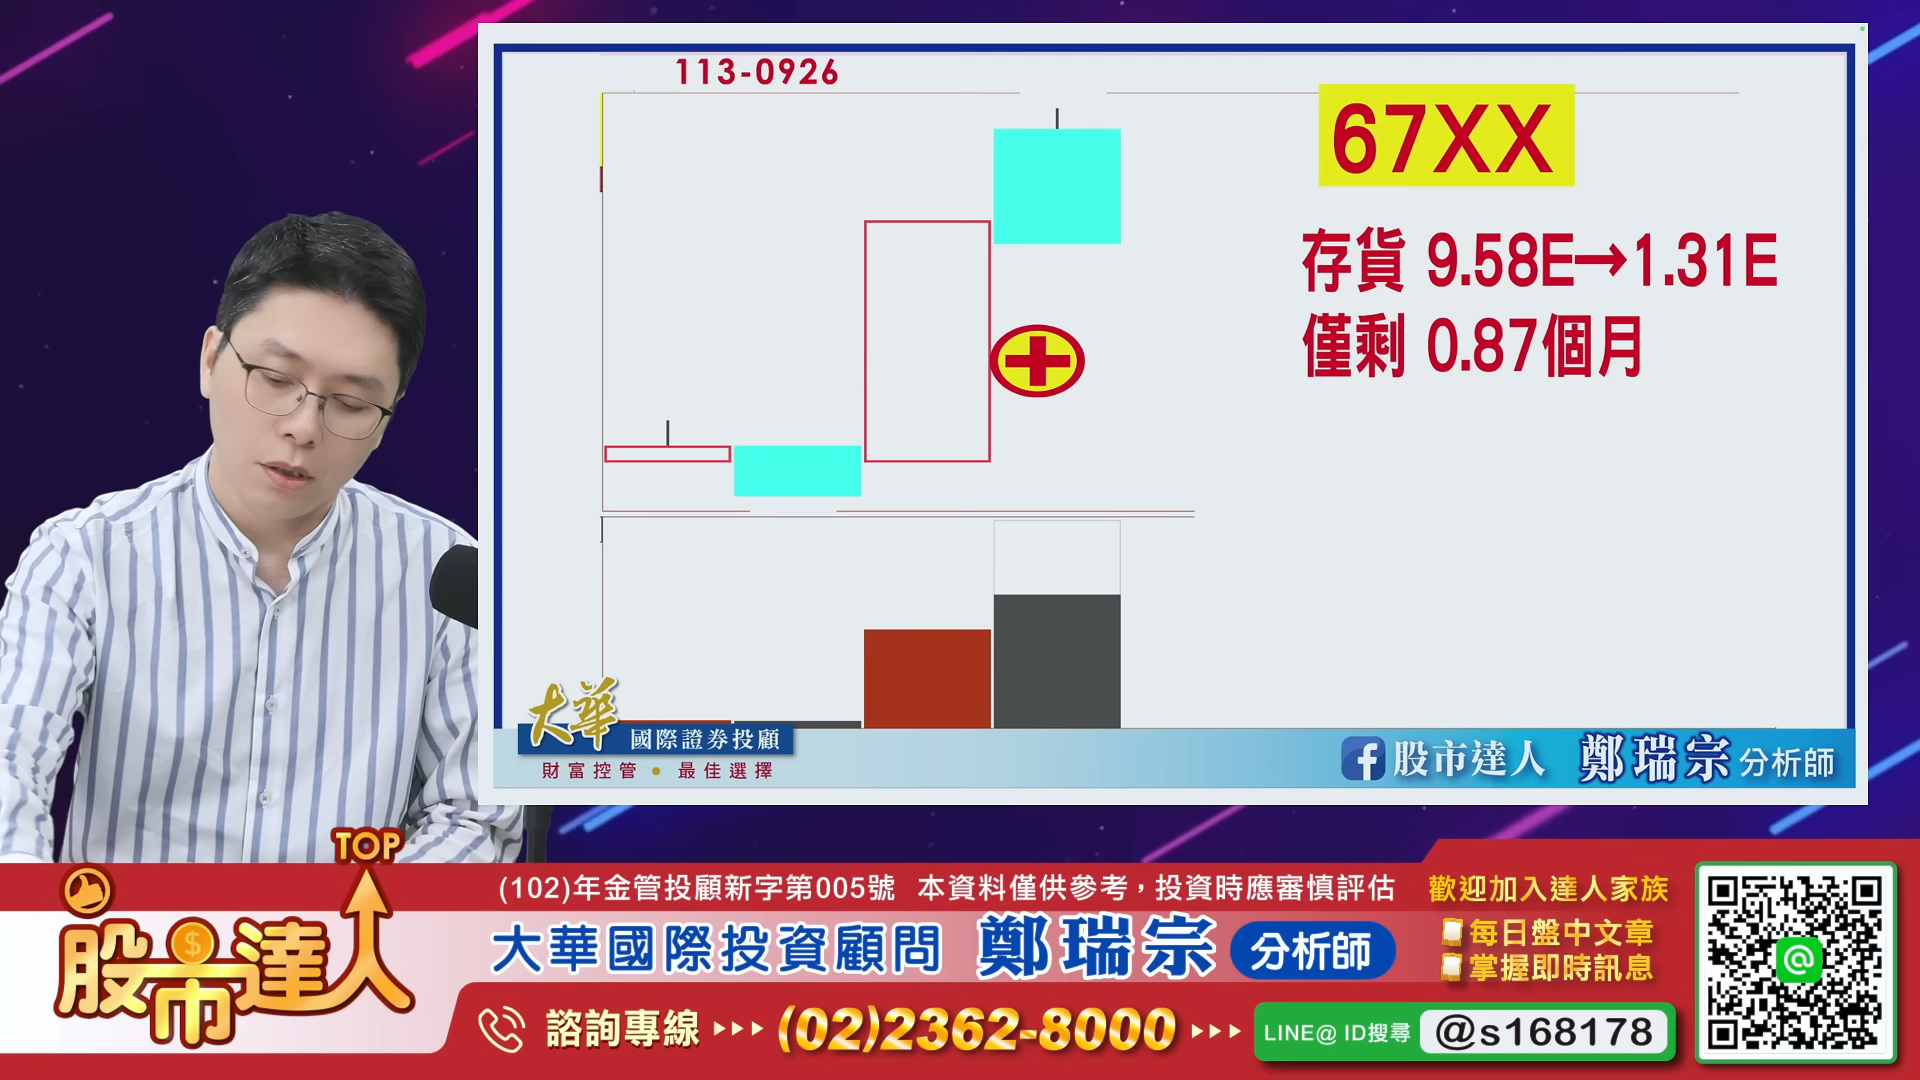 113-0926
67XX
存貨 9.58E→1.31E
僅剩 0.87個月
大華
國際證券投顧
財富控管 • 最佳選擇
股市達人 鄭瑞宗 分析師
TOP
股市達人
(102)年金管投顧新字第005號 本資料僅供參考，投資時應審慎評估
大華國際投資顧問 鄭瑞宗 分析師
諮詢專線 (02)2362-8000
歡迎加入達人家族
每日盤中文章
掌握即時訊息
LINE@ ID搜尋 @s168178